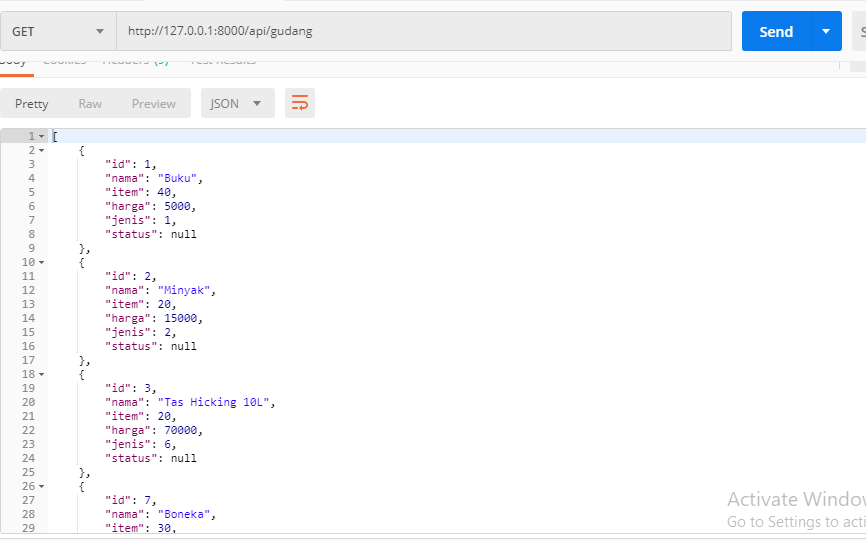 GET http://127.0.0.1:8000/api/gudang Send
Body Cookies Headers (9) Test Results
Pretty Raw Preview JSON
1 [
2 {
3 "id": 1,
4 "nama": "Buku",
5 "item": 40,
6 "harga": 5000,
7 "jenis": 1,
8 "status": null
9 },
10 {
11 "id": 2,
12 "nama": "Minyak",
13 "item": 20,
14 "harga": 15000,
15 "jenis": 2,
16 "status": null
17 },
18 {
19 "id": 3,
20 "nama": "Tas Hicking 10L",
21 "item": 20,
22 "harga": 70000,
23 "jenis": 6,
24 "status": null
25 },
26 {
27 "id": 7,
28 "nama": "Boneka",
29 "item": 30,
Activate Windo
Go to Settings to acti